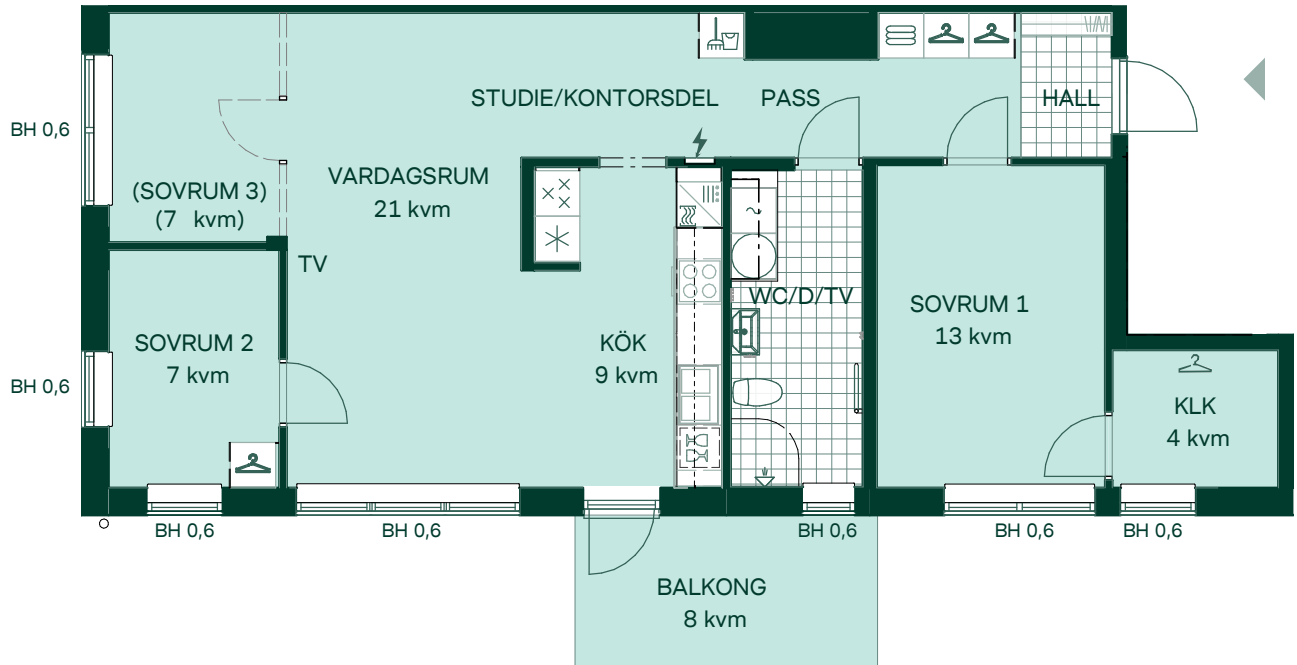 STUDIE/KONTORSDEL PASS HALL
BH 0,6
VARDAGSRUM
21 kvm
(SOVRUM 3)
(7 kvm)
TV
WC/D/TV
SOVRUM 1
13 kvm
SOVRUM 2
7 kvm
KÖK
9 kvm
BH 0,6
KLK
4 kvm
BH 0,6
BH 0,6
BH 0,6
BH 0,6
BH 0,6
BALKONG
8 kvm